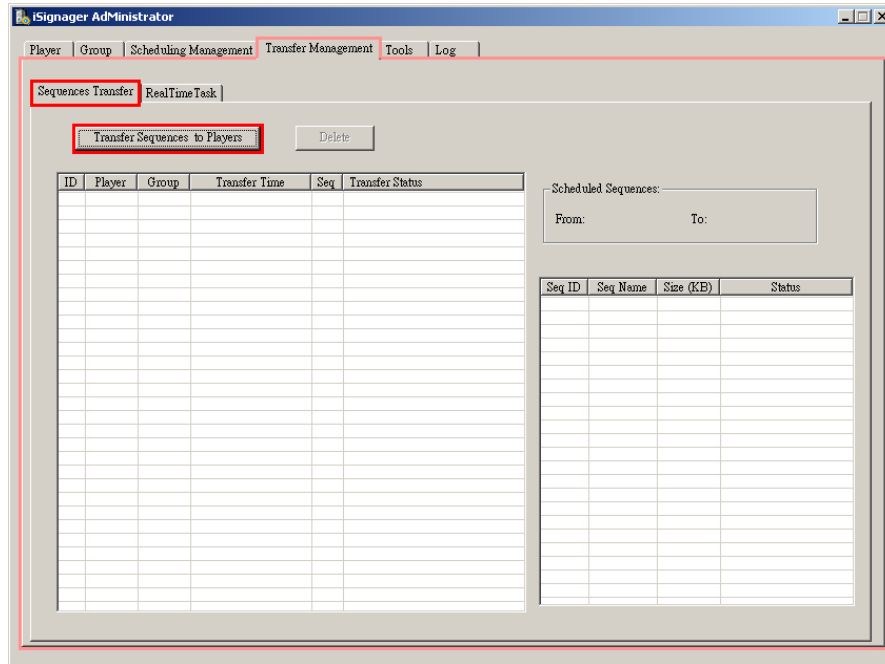 iSignager AdMinistrator
Player Group Scheduling Management Transfer Management Tools Log
Sequences Transfer RealTimeTask
Transfer Sequences to Players Delete
ID Player Group Transfer Time Seq Transfer Status
Scheduled Sequences:
From: To:
Seq ID Seq Name Size (KB) Status